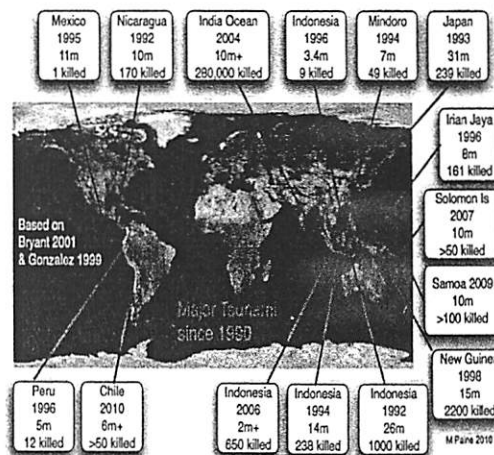 Mexico
1995
11m
1 killed
Nicaragua
1992
10m
170 killed
India Ocean
2004
10m+
280,000 killed
Indonesia
1996
3.4m
9 killed
Mindoro
1994
7m
49 killed
Japan
1993
31m
239 killed
Irian Jaya
1996
8m
161 killed
Solomon Is
2007
10m
>50 killed
Samoa 2009
10m
>100 killed
New Guinea
1998
15m
2200 killed
Based on
Bryant 2001
& Gonzalez 1999
Major Tsunami
since 1990
Peru
1996
5m
12 killed
Chile
2010
6m+
>50 killed
Indonesia
2006
2m+
650 killed
Indonesia
1994
14m
238 killed
Indonesia
1992
26m
1000 killed
M Paine 2010